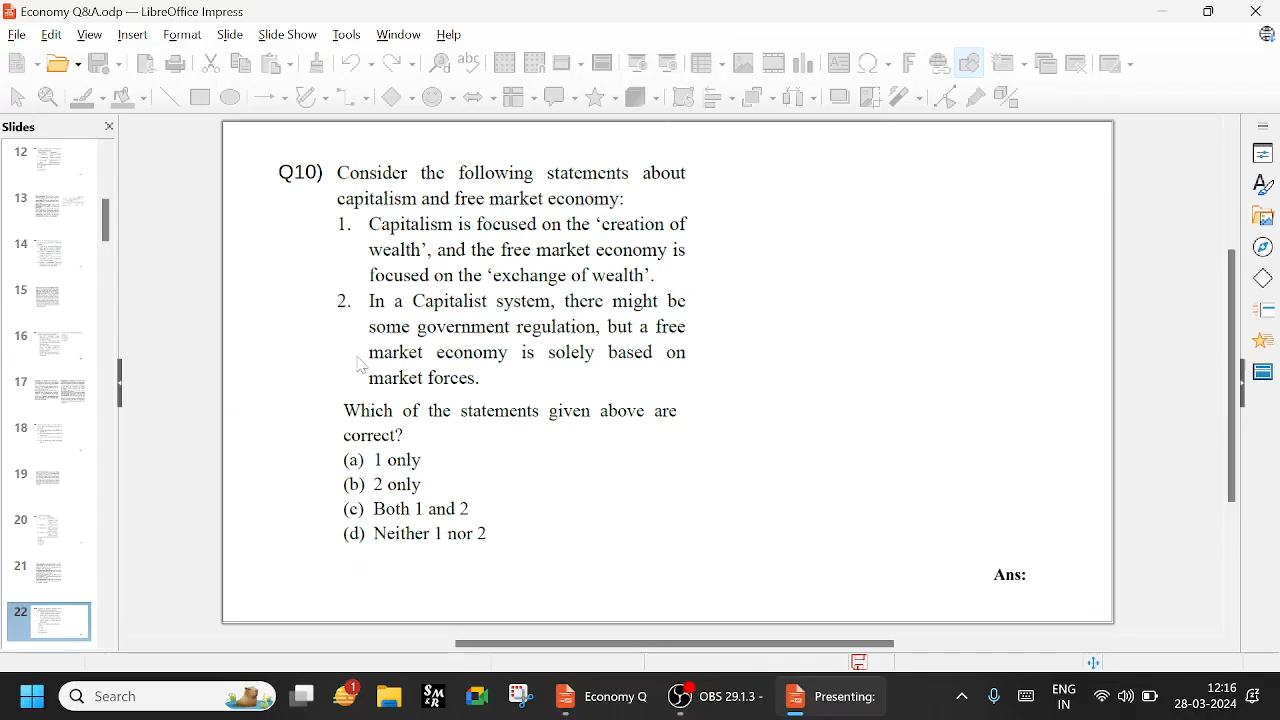 Economy Q&A.odp — LibreOffice Impress
File Edit View Insert Format Slide Slide Show Tools Window Help
Slides
12
13
14
15
16
17
18
19
20
21
22
Q10) Consider the following statements about
capitalism and free market economy:
1. Capitalism is focused on the ‘creation of
wealth’, and the free market economy is
focused on the ‘exchange of wealth’.
2. In a Capitalist system, there might be
some government regulation, but a free
market economy is solely based on
market forces.
Which of the statements given above are
correct?
(a) 1 only
(b) 2 only
(c) Both 1 and 2
(d) Neither 1 nor 2
Ans:
Search
1
Economy Q
OBS 29.1.3 -
Presenting:
ENG
IN
12:16
28-03-20